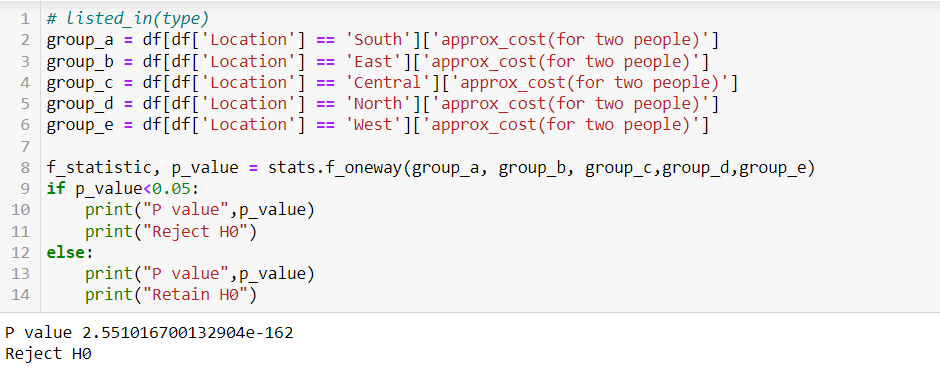 1 # listed_in(type)
2 group_a = df[df['Location'] == 'South']['approx_cost(for two people)']
3 group_b = df[df['Location'] == 'East']['approx_cost(for two people)']
4 group_c = df[df['Location'] == 'Central']['approx_cost(for two people)']
5 group_d = df[df['Location'] == 'North']['approx_cost(for two people)']
6 group_e = df[df['Location'] == 'West']['approx_cost(for two people)']
7
8 f_statistic, p_value = stats.f_oneway(group_a, group_b, group_c,group_d,group_e)
9 if p_value<0.05:
10     print("P value",p_value)
11     print("Reject H0")
12 else:
13     print("P value",p_value)
14     print("Retain H0")
P value 2.551016700132904e-162
Reject H0